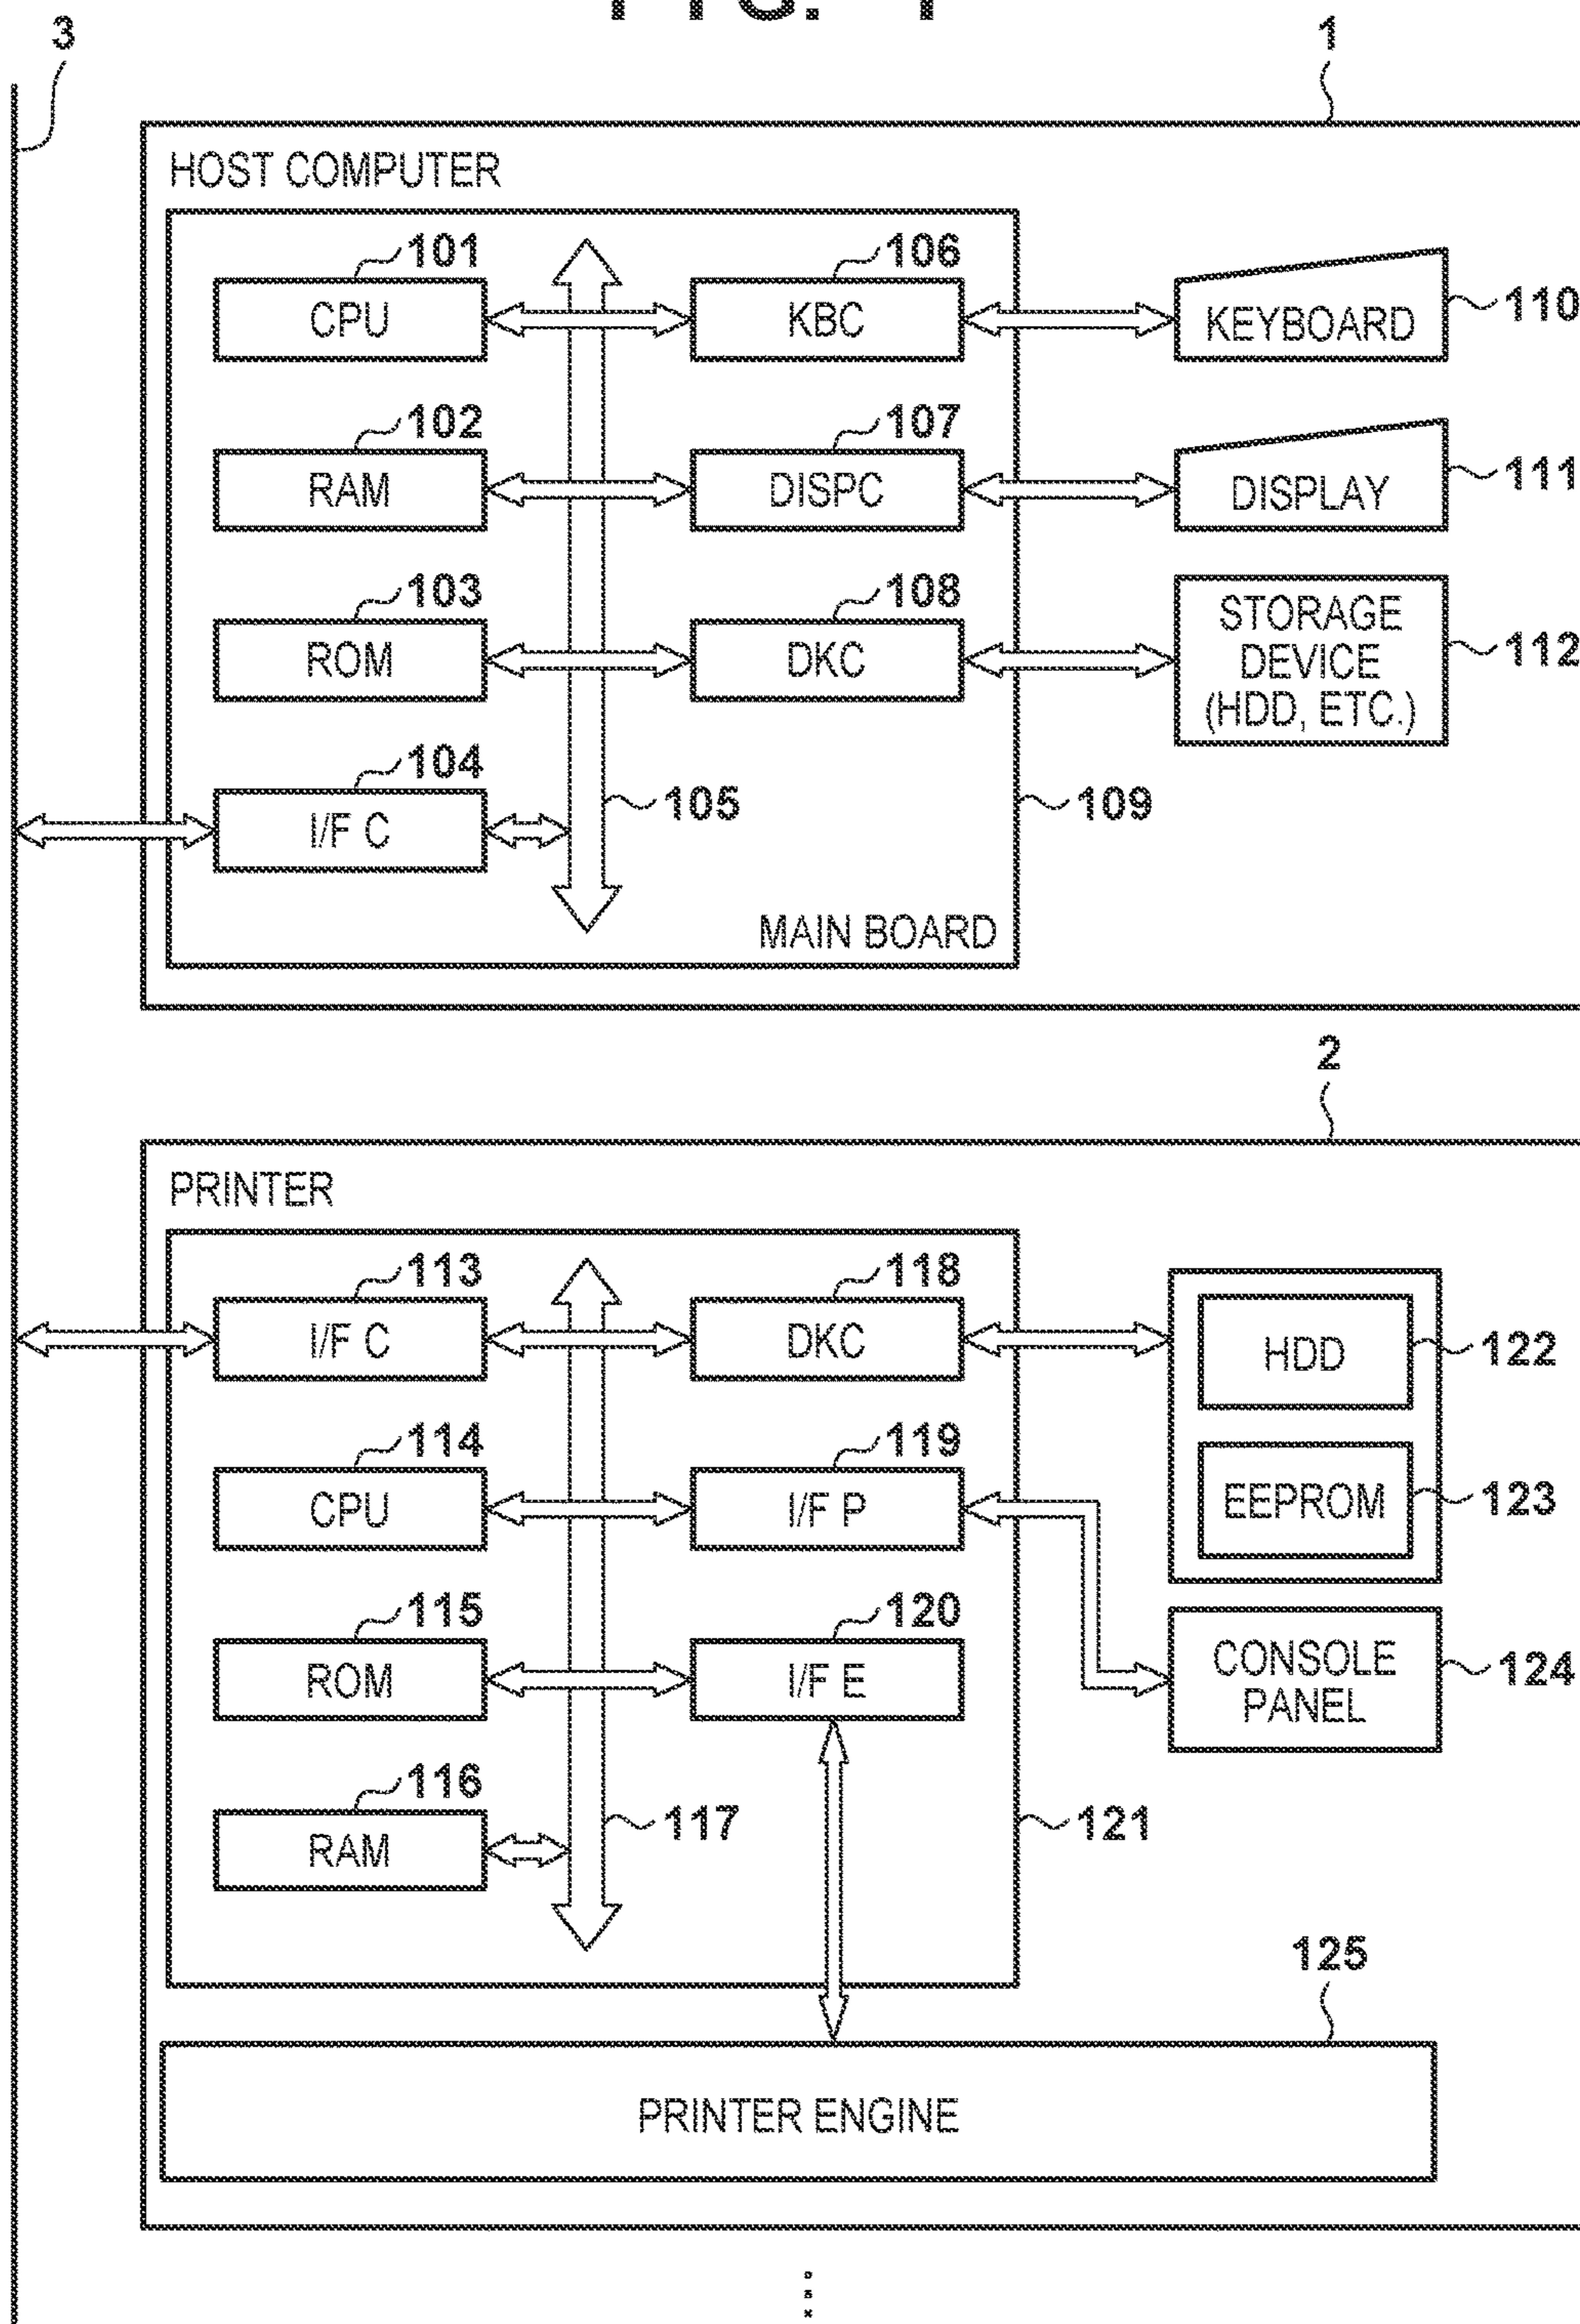 FIG. 1
3
1
HOST COMPUTER
101
106
CPU
KBC
KEYBOARD
110
102
107
RAM
DISPC
DISPLAY
111
103
108
ROM
DKC
STORAGE
DEVICE
(HDD, ETC.)
112
104
I/F C
105
109
MAIN BOARD
2
PRINTER
113
118
I/F C
DKC
HDD
122
114
119
CPU
I/F P
EEPROM
123
115
120
ROM
I/F E
CONSOLE
PANEL
124
116
RAM
117
121
125
PRINTER ENGINE